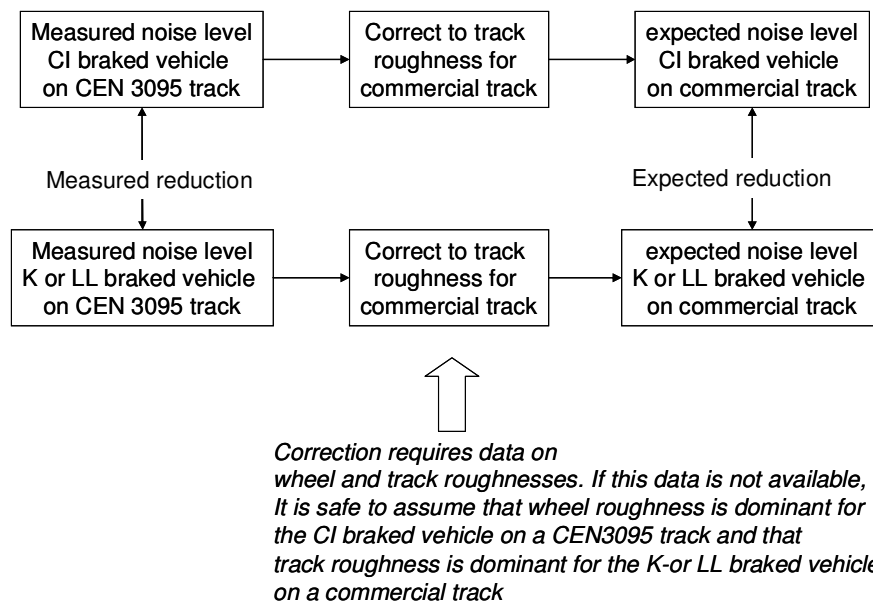 Measured noise level
CI braked vehicle
on CEN 3095 track
Correct to track
roughness for
commercial track
expected noise level
CI braked vehicle
on commercial track
Measured reduction
Expected reduction
Measured noise level
K or LL braked vehicle
on CEN 3095 track
Correct to track
roughness for
commercial track
expected noise level
K or LL braked vehicle
on commercial track
Correction requires data on
wheel and track roughnesses. If this data is not available,
It is safe to assume that wheel roughness is dominant for
the CI braked vehicle on a CEN3095 track and that
track roughness is dominant for the K-or LL braked vehicle
on a commercial track